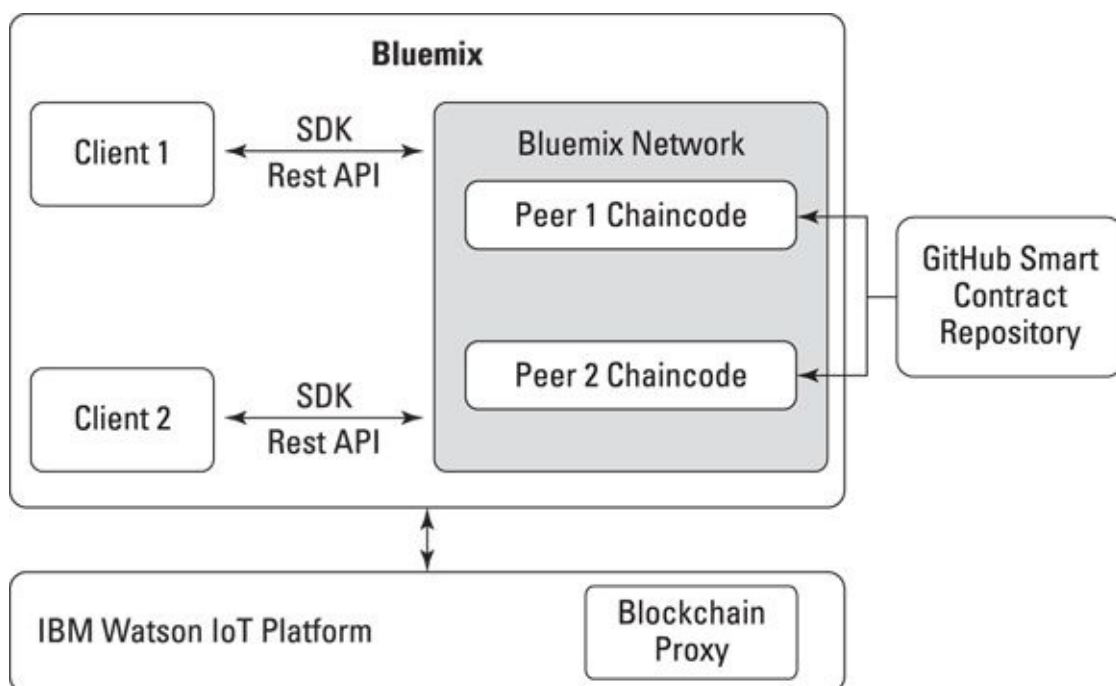 Bluemix
Client 1
SDK
Rest API
Bluemix Network
Peer 1 Chaincode
GitHub Smart
Contract
Repository
Peer 2 Chaincode
Client 2
SDK
Rest API
IBM Watson IoT Platform
Blockchain
Proxy